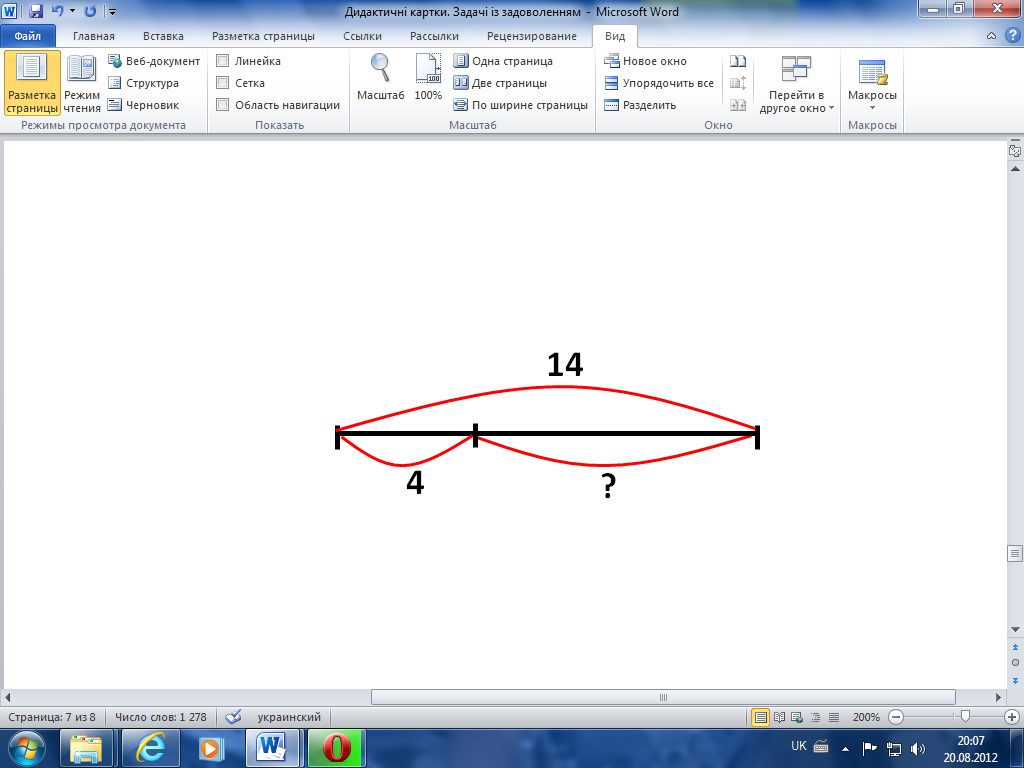 Дидактичні картки. Задачі із задоволенням - Microsoft Word
Файл Главная Вставка Разметка страницы Ссылки Рассылки Рецензирование Вид
Разметка страницы
Режим чтения
Веб-документ
Структура
Черновик
Режимы просмотра документа
Линейка
Сетка
Область навигации
Показать
Масштаб
100%
Одна страница
Две страницы
По ширине страницы
Масштаб
Новое окно
Упорядочить все
Разделить
Перейти в другое окно
Окно
Макросы
Макросы
14
4 ?
Страница: 7 из 8 Число слов: 1 278 украинский 200%
UK 20:07
20.08.2012